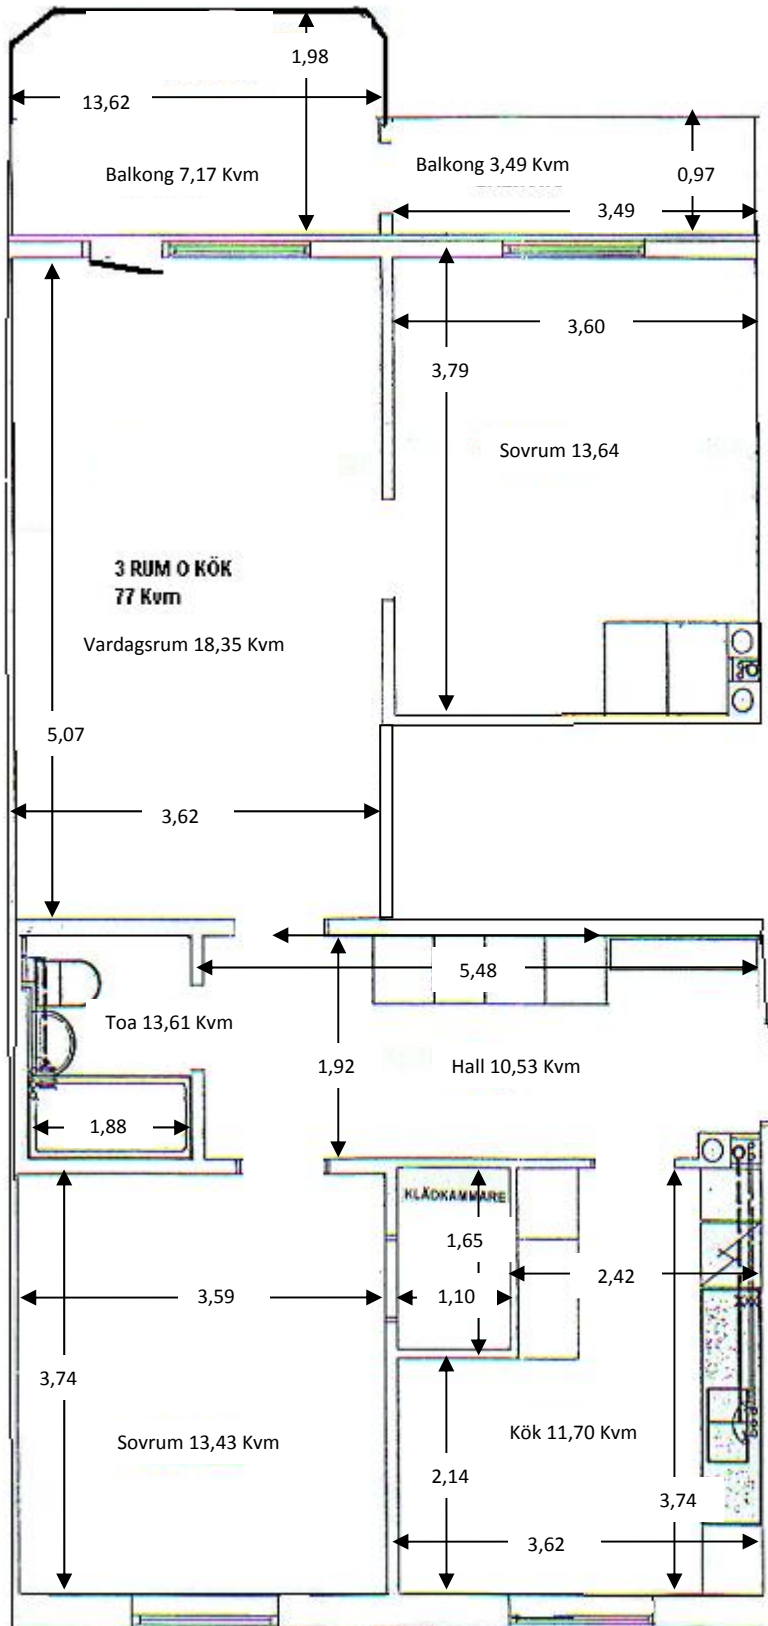 1,98
13,62
Balkong 7,17 Kvm
Balkong 3,49 Kvm
0,97
3,49
3,60
3,79
Sovrum 13,64
3 RUM O KÖK
77 Kvm
Vardagsrum 18,35 Kvm
5,07
3,62
5,48
Toa 13,61 Kvm
1,92
Hall 10,53 Kvm
1,88
KLÄDKAMMARE
1,65
2,42
3,59
1,10
3,74
Sovrum 13,43 Kvm
Kök 11,70 Kvm
2,14
3,74
3,62